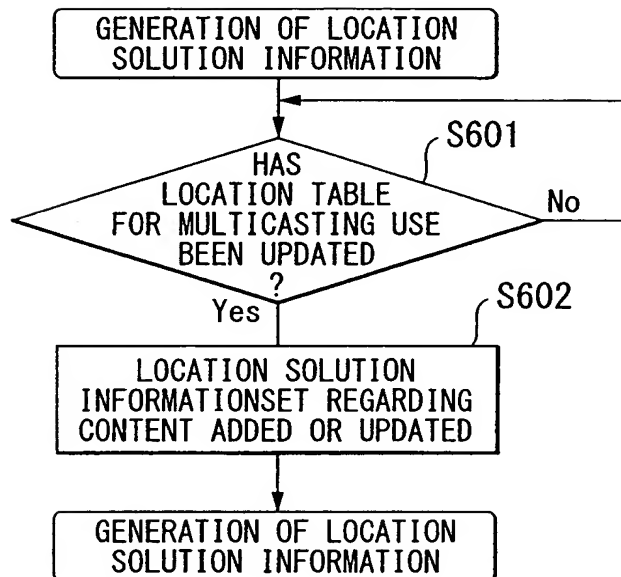 GENERATION OF LOCATION
SOLUTION INFORMATION
S601
HAS
LOCATION TABLE
FOR MULTICASTING USE
BEEN UPDATED
?
No
Yes
S602
LOCATION SOLUTION
INFORMATIONSET REGARDING
CONTENT ADDED OR UPDATED
GENERATION OF LOCATION
SOLUTION INFORMATION